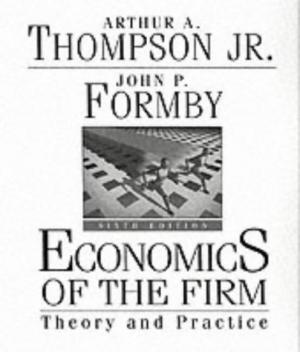 ARTHUR A.
THOMPSON JR.
JOHN P.
FORMBY
SIXTH EDITION
ECONOMICS
OF THE FIRM
Theory and Practice